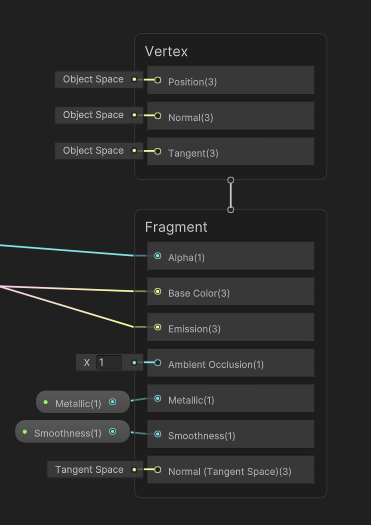 Vertex
Object Space Position(3)
Object Space Normal(3)
Object Space Tangent(3)
Fragment
Alpha(1)
Base Color(3)
Emission(3)
X 1 Ambient Occlusion(1)
Metallic(1) Metallic(1)
Smoothness(1) Smoothness(1)
Tangent Space Normal (Tangent Space)(3)